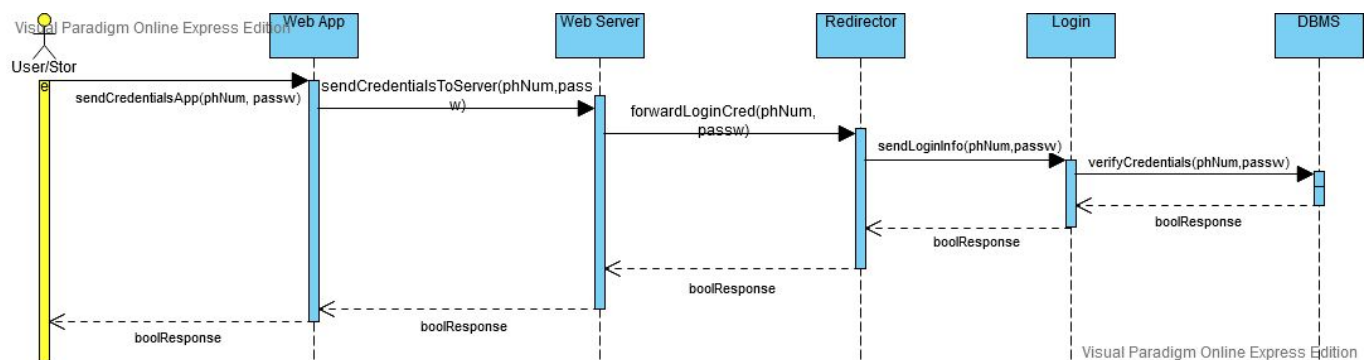 Visual Paradigm Online Express Edition
Web App
Web Server
Redirector
Login
DBMS
User/Stor
e
sendCredentialsApp(phNum, passw)
sendCredentialsToServer(phNum,pass
w)
forwardLoginCred(phNum,
passw)
sendLoginInfo(phNum,passw)
verifyCredentials(phNum,passw)
boolResponse
boolResponse
boolResponse
boolResponse
boolResponse
Visual Paradigm Online Express Edition